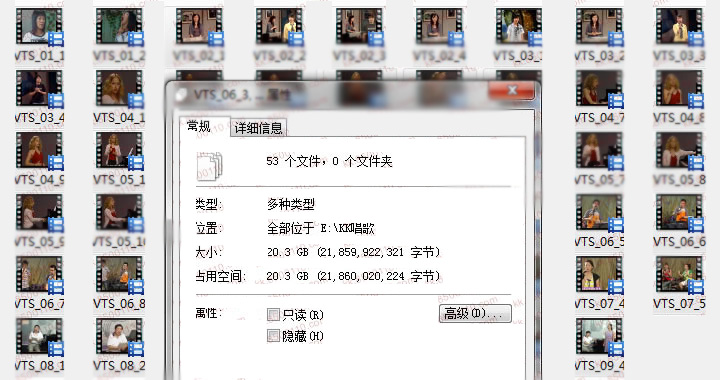 VTS_01_1 VTS_01_2 VTS_02_1 VTS_02_2 VTS_02_3 VTS_02_4 VTS_03_1 VTS_03_2 VTS_03_3
VTS_03_4 VTS_04_1 VTS_04_7 VTS_04_8
VTS_04_9 VTS_05_1 VTS_05_7 VTS_05_8
VTS_05_9 VTS_05_10 VTS_06_5 VTS_06_6
VTS_06_7 VTS_06_8 VTS_07_4 VTS_07_5
VTS_08_1 VTS_08_2 VTS_09_4
VTS_06_3, ... 属性
常规 详细信息
53 个文件，0 个文件夹
类型: 多种类型
位置: 全部位于 E:\KK唱歌
大小: 20.3 GB (21,859,922,321 字节)
占用空间: 20.3 GB (21,860,020,224 字节)
属性: 只读(R) 高级(D)...
隐藏(H)